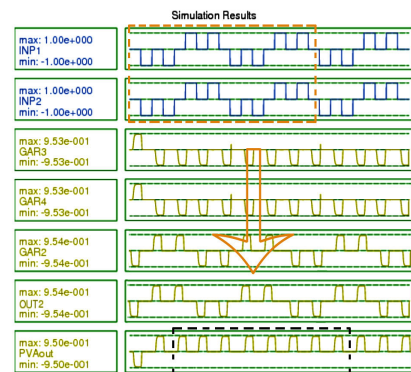 Simulation Results
max: 1.00e+000
INP1
min: -1.00e+000
max: 1.00e+000
INP2
min: -1.00e+000
max: 9.53e-001
GAR3
min: -9.53e-001
max: 9.53e-001
GAR4
min: -9.53e-001
max: 9.54e-001
GAR2
min: -9.54e-001
max: 9.54e-001
OUT2
min: -9.54e-001
max: 9.50e-001
PVAout
min: -9.50e-001